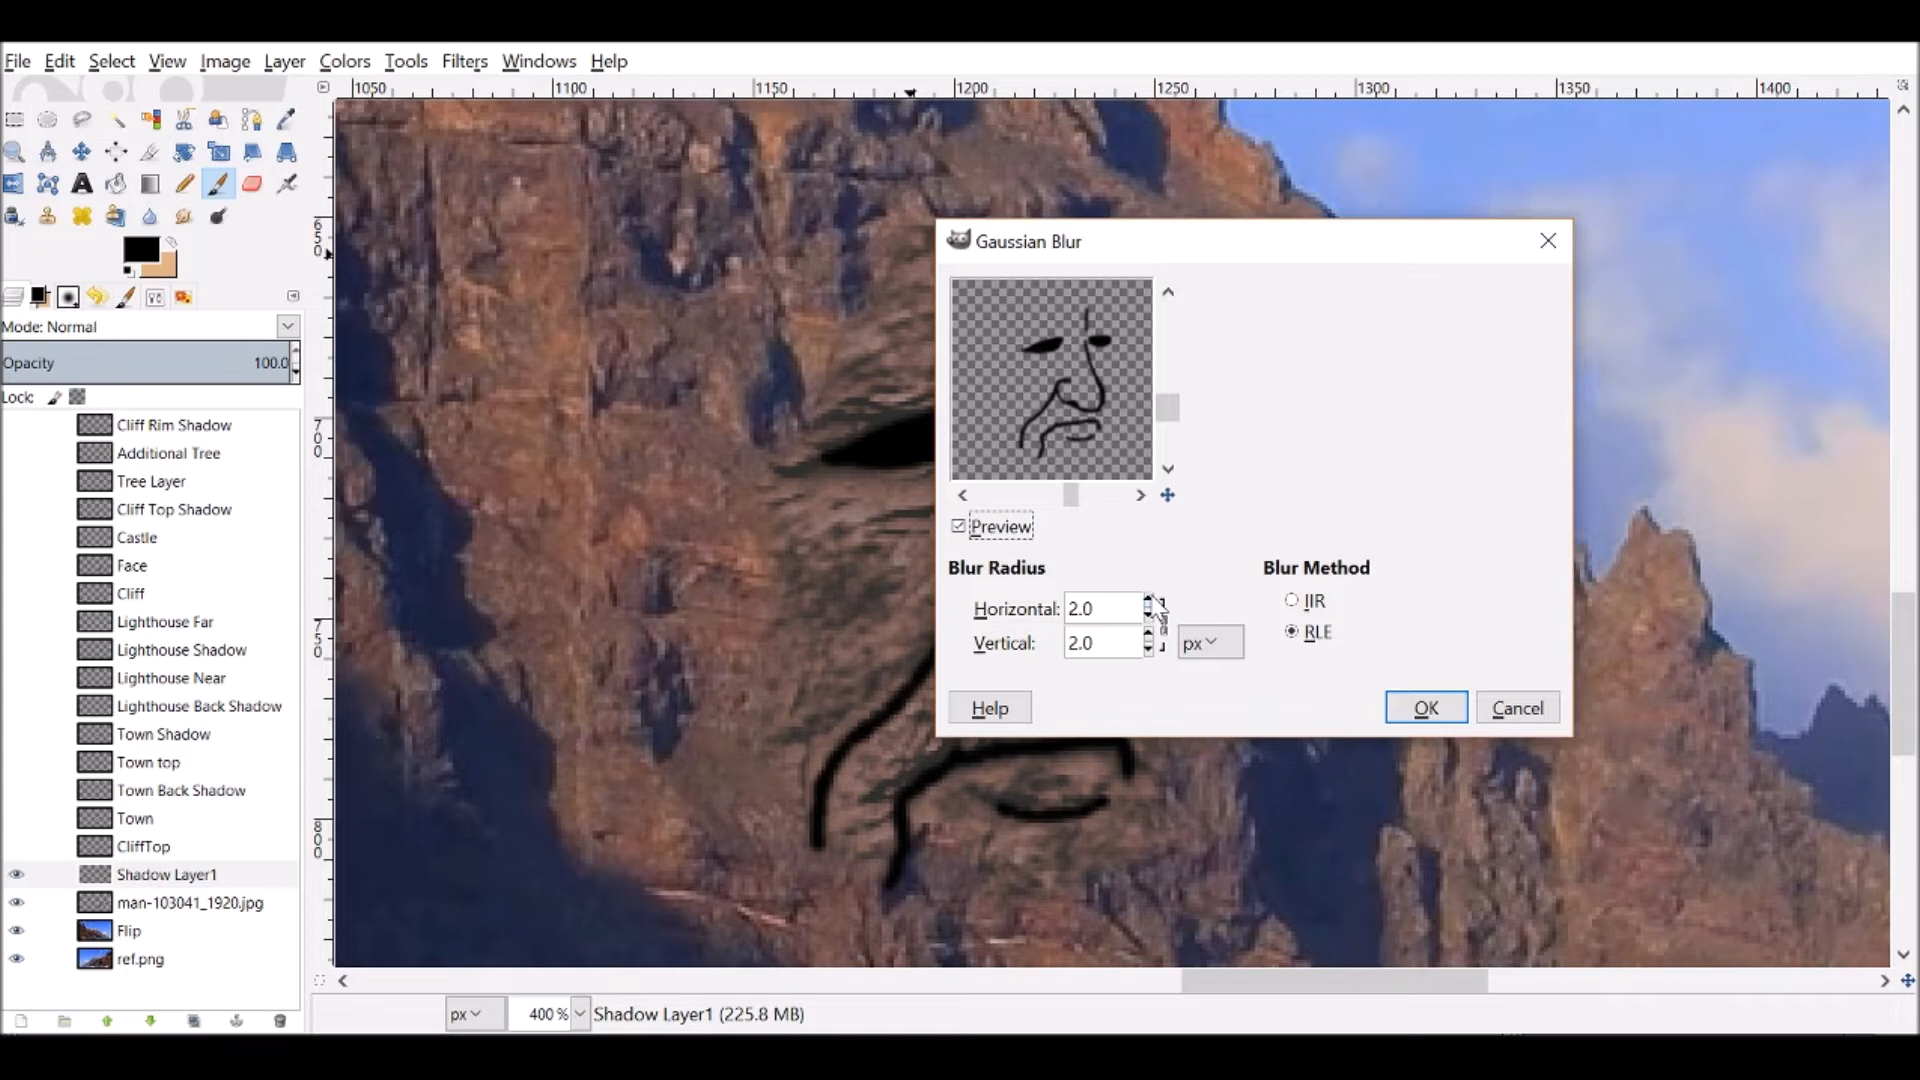 File Edit Select View Image Layer Colors Tools Filters Windows Help
1050 1100 1150 1200 1250 1300 1350 1400
650
700
750
800
Mode: Normal
Opacity 100.0
Lock:
Cliff Rim Shadow
Additional Tree
Tree Layer
Cliff Top Shadow
Castle
Face
Cliff
Lighthouse Far
Lighthouse Shadow
Lighthouse Near
Lighthouse Back Shadow
Town Shadow
Town top
Town Back Shadow
Town
CliffTop
Shadow Layer1
man-103041_1920.jpg
Flip
ref.png
Gaussian Blur
Preview
Blur Radius
Horizontal: 2.0
Vertical: 2.0 px
Blur Method
IIR
RLE
Help OK Cancel
px 400 % Shadow Layer1 (225.8 MB)